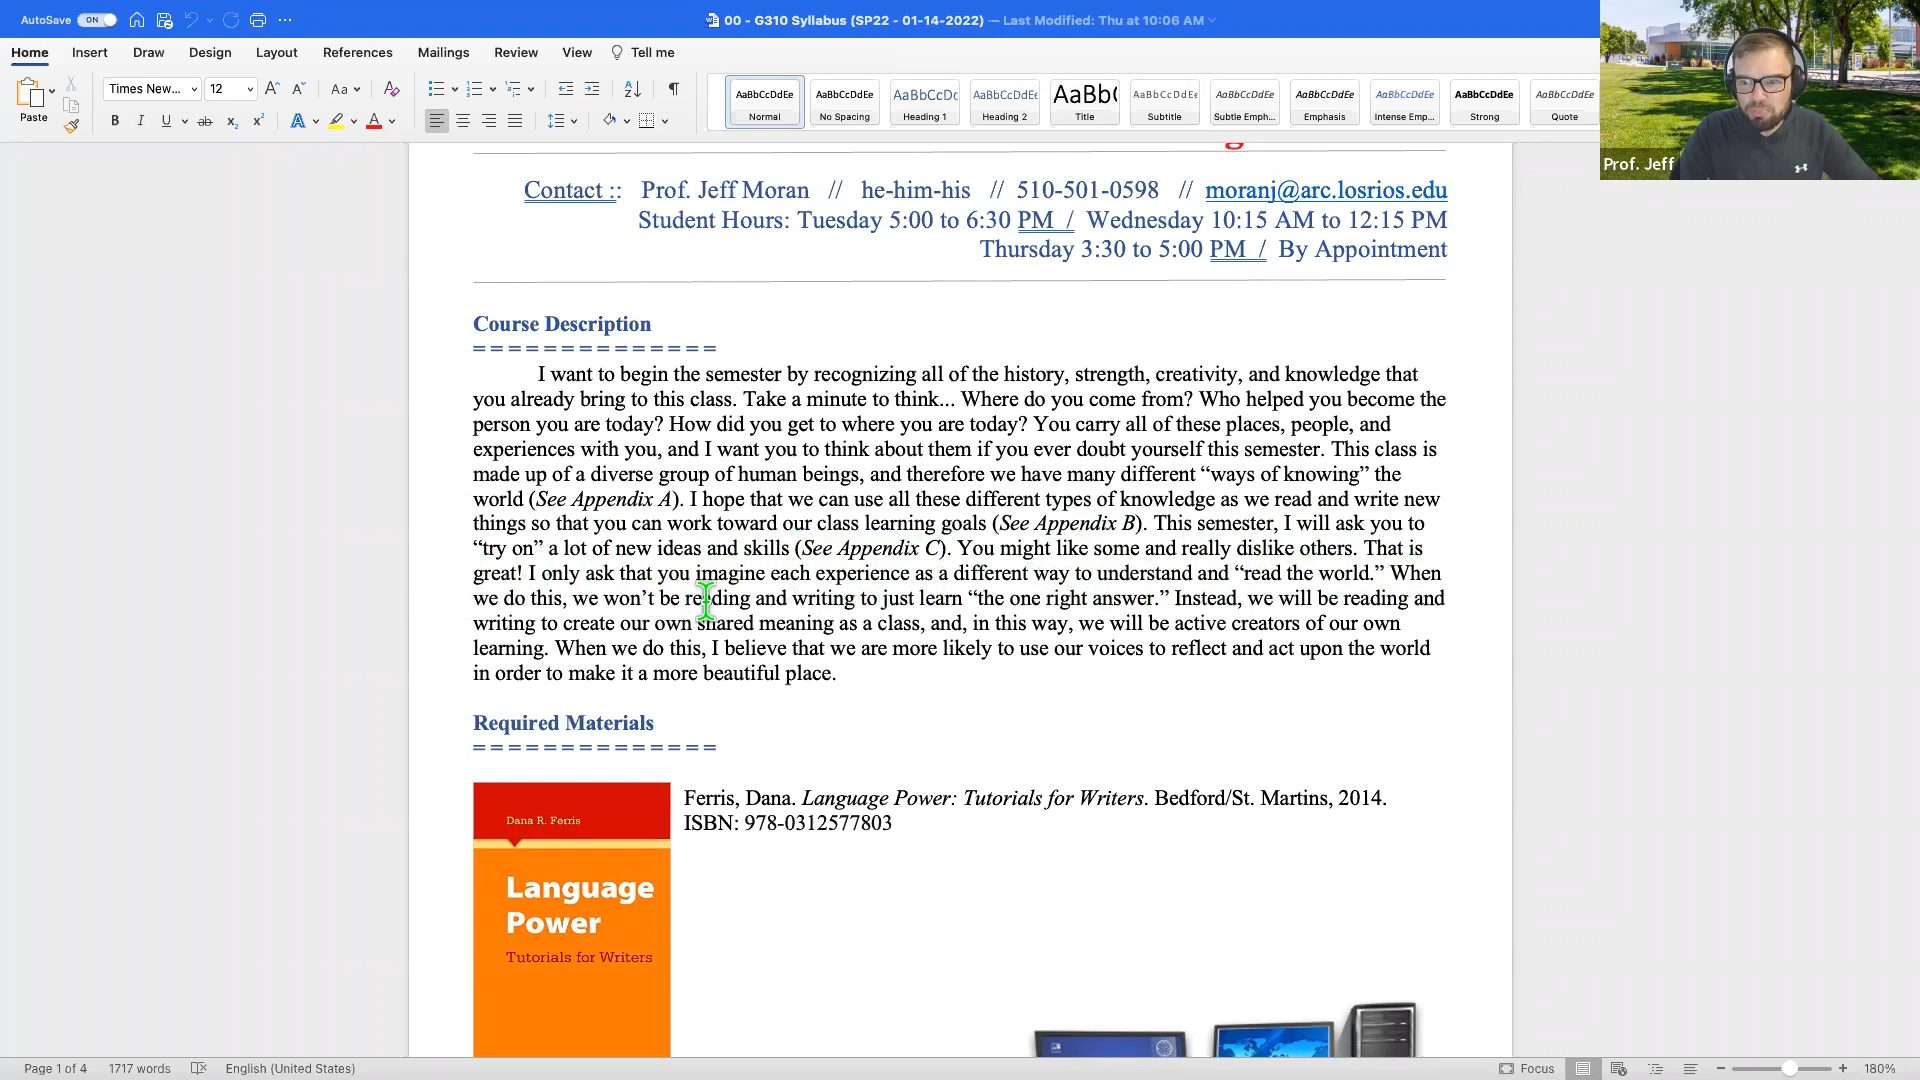 AutoSave ON 00 - G310 Syllabus (SP22 - 01-14-2022) — Last Modified: Thu at 10:06 AM
Home Insert Draw Design Layout References Mailings Review View Tell me
Paste
Times New... 12 Aa
B I U ab x₂ x² A A
AaBbCcDdEe AaBbCcDdEe AaBbCcDc AaBbCcDdEe AaBb( AaBbCcDdEe AaBbCcDdEe AaBbCcDdEe AaBbCcDdEe AaBbCcDdEe AaBbCcDdEe
Normal No Spacing Heading 1 Heading 2 Title Subtitle Subtle Emph... Emphasis Intense Emp... Strong Quote
Prof. Jeff
Contact :: Prof. Jeff Moran // he-him-his // 510-501-0598 // moranj@arc.losrios.edu
Student Hours: Tuesday 5:00 to 6:30 PM / Wednesday 10:15 AM to 12:15 PM
Thursday 3:30 to 5:00 PM / By Appointment
Course Description
==============
I want to begin the semester by recognizing all of the history, strength, creativity, and knowledge that
you already bring to this class. Take a minute to think... Where do you come from? Who helped you become the
person you are today? How did you get to where you are today? You carry all of these places, people, and
experiences with you, and I want you to think about them if you ever doubt yourself this semester. This class is
made up of a diverse group of human beings, and therefore we have many different “ways of knowing” the
world (See Appendix A). I hope that we can use all these different types of knowledge as we read and write new
things so that you can work toward our class learning goals (See Appendix B). This semester, I will ask you to
“try on” a lot of new ideas and skills (See Appendix C). You might like some and really dislike others. That is
great! I only ask that you imagine each experience as a different way to understand and “read the world.” When
we do this, we won’t be reading and writing to just learn “the one right answer.” Instead, we will be reading and
writing to create our own shared meaning as a class, and, in this way, we will be active creators of our own
learning. When we do this, I believe that we are more likely to use our voices to reflect and act upon the world
in order to make it a more beautiful place.
Required Materials
==============
Ferris, Dana. Language Power: Tutorials for Writers. Bedford/St. Martins, 2014.
ISBN: 978-0312577803
Dana R. Ferris
Language
Power
Tutorials for Writers
Page 1 of 4 1717 words English (United States) Focus 180%